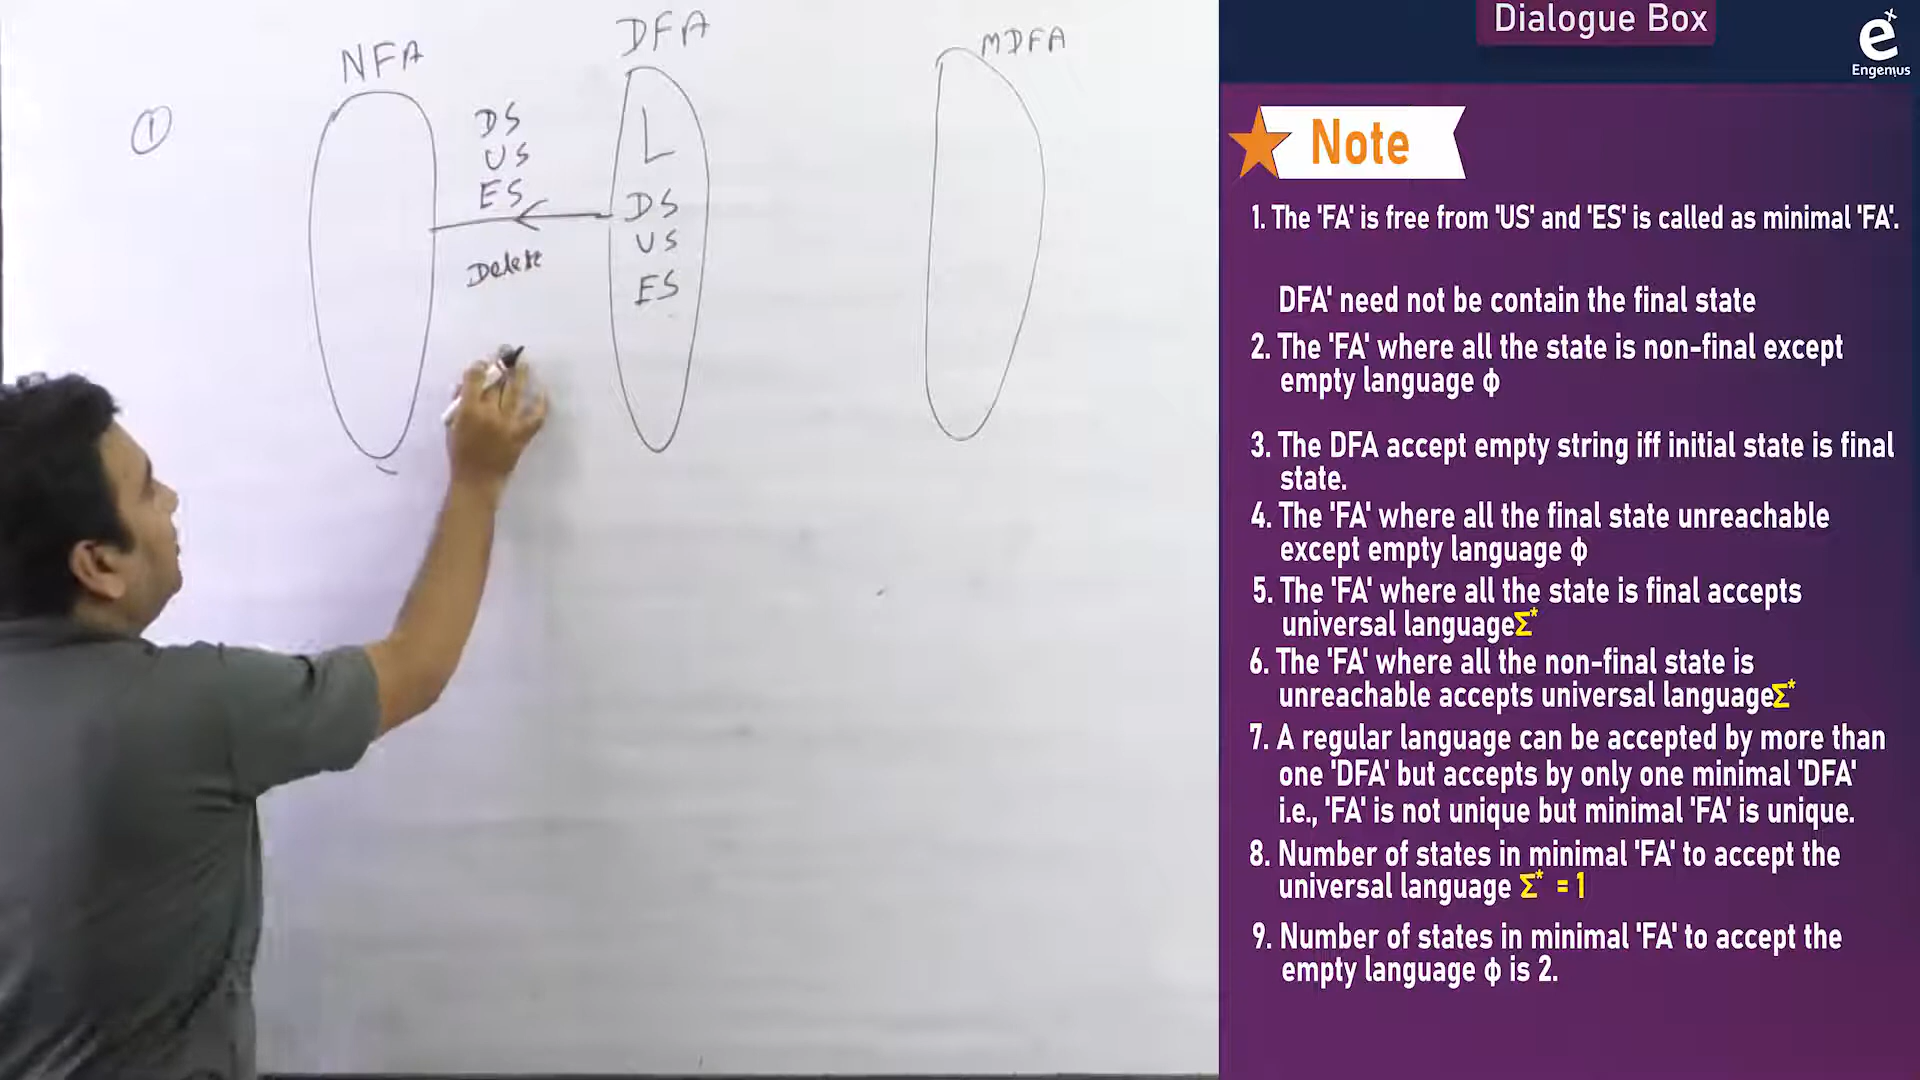 NFA
DFA
MDFA
1
DS
US
ES
Delete
L
DS
US
ES
Dialogue Box
ex
Engenius
Note
1. The 'FA' is free from 'US' and 'ES' is called as minimal 'FA'.
DFA' need not be contain the final state
2. The 'FA' where all the state is non-final except
empty language ϕ
3. The DFA accept empty string iff initial state is final
state.
4. The 'FA' where all the final state unreachable
except empty language ϕ
5. The 'FA' where all the state is final accepts
universal languageΣ*
6. The 'FA' where all the non-final state is
unreachable accepts universal languageΣ*
7. A regular language can be accepted by more than
one 'DFA' but accepts by only one minimal 'DFA'
i.e., 'FA' is not unique but minimal 'FA' is unique.
8. Number of states in minimal 'FA' to accept the
universal language Σ* = 1
9. Number of states in minimal 'FA' to accept the
empty language ϕ is 2.